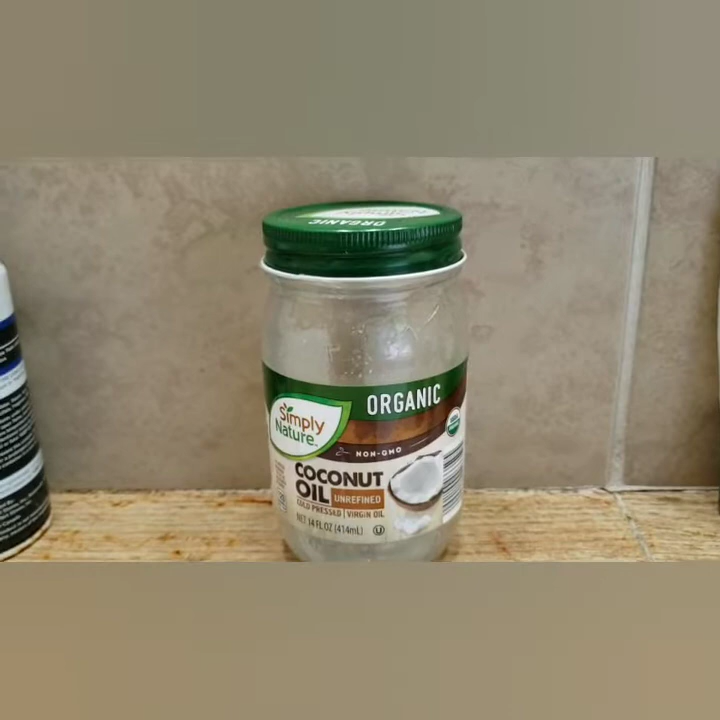 ORGANIC
ORGANIC
Simply
Nature
NON-GMO
COCONUT
OIL UNREFINED
COLD PRESSED | VIRGIN OIL
NET 14 FL OZ (414mL)